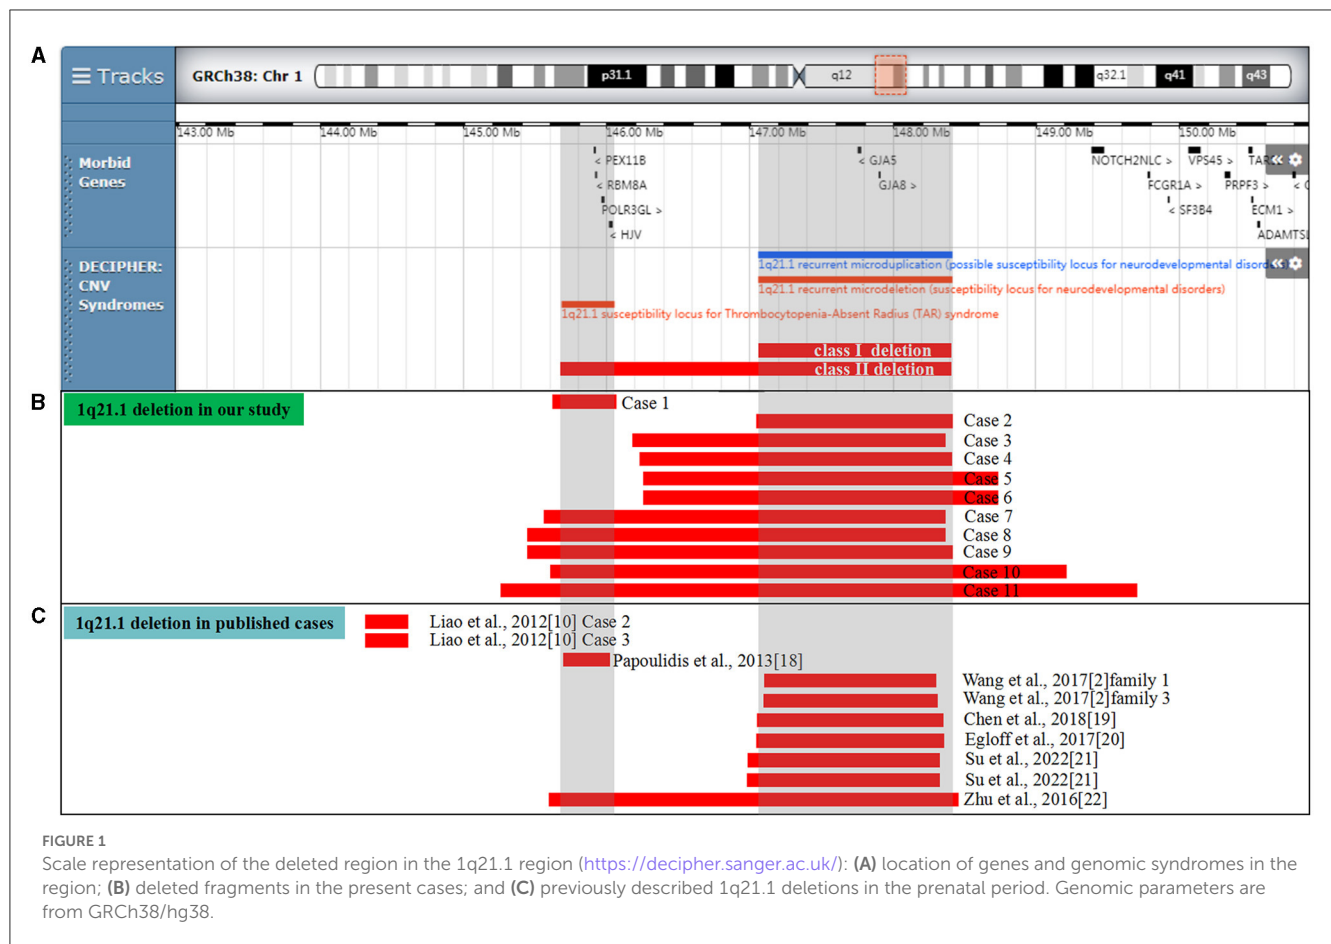 A
☰ Tracks
GRCh38: Chr 1
p31.1
q12
q32.1
q41
q43
143.00 Mb 144.00 Mb 145.00 Mb 146.00 Mb 147.00 Mb 148.00 Mb 149.00 Mb 150.00 Mb
Morbid
Genes
< PEX11B
< GJA5
NOTCH2NLC >
VPS45 >
< RBM8A
GJA8 >
FCGR1A >
PRPF3 >
POLR3GL >
< SF3B4
ECM1 >
< HJV
DECIPHER:
CNV
Syndromes
1q21.1 recurrent microduplication (possible susceptibility locus for neurodevelopmental disorders)
1q21.1 recurrent microdeletion (susceptibility locus for neurodevelopmental disorders)
1q21.1 susceptibility locus for Thrombocytopenia-Absent Radius (TAR) syndrome
class I deletion
class II deletion
B
1q21.1 deletion in our study
Case 1
Case 2
Case 3
Case 4
Case 5
Case 6
Case 7
Case 8
Case 9
Case 10
Case 11
C
1q21.1 deletion in published cases
Liao et al., 2012[10] Case 2
Liao et al., 2012[10] Case 3
Papoulidis et al., 2013[18]
Wang et al., 2017[2]family 1
Wang et al., 2017[2]family 3
Chen et al., 2018[19]
Egloff et al., 2017[20]
Su et al., 2022[21]
Su et al., 2022[21]
Zhu et al., 2016[22]
FIGURE 1
Scale representation of the deleted region in the 1q21.1 region (https://decipher.sanger.ac.uk/): (A) location of genes and genomic syndromes in the
region; (B) deleted fragments in the present cases; and (C) previously described 1q21.1 deletions in the prenatal period. Genomic parameters are
from GRCh38/hg38.